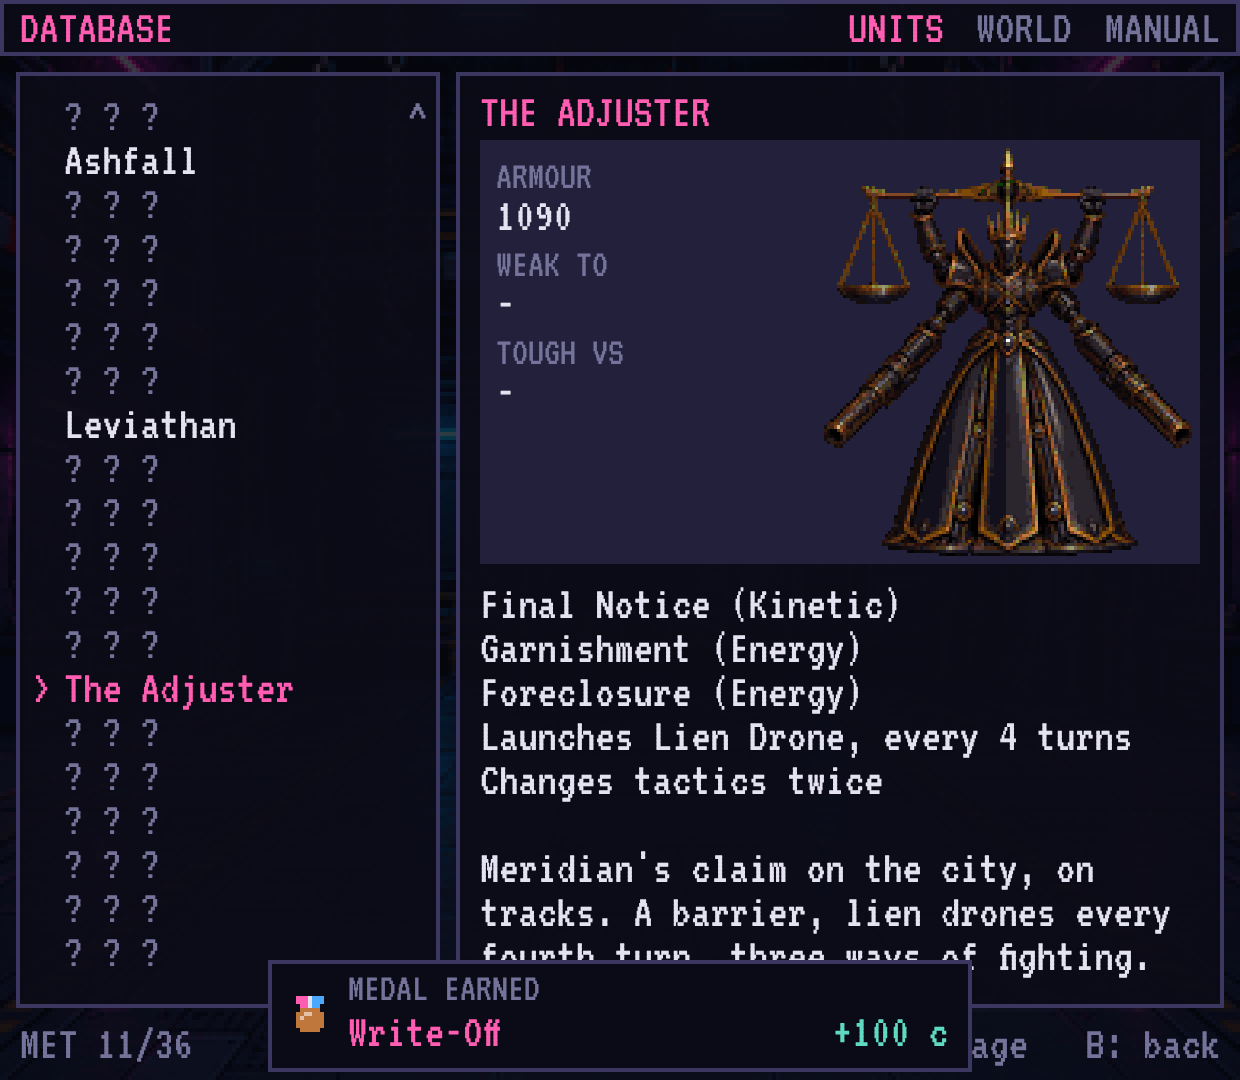 DATABASE
UNITS WORLD MANUAL
? ? ?
^
Ashfall
? ? ?
? ? ?
? ? ?
? ? ?
? ? ?
Leviathan
? ? ?
? ? ?
? ? ?
? ? ?
? ? ?
> The Adjuster
? ? ?
? ? ?
? ? ?
? ? ?
? ? ?
? ? ?
THE ADJUSTER
ARMOUR
1090
WEAK TO
-
TOUGH VS
-
Final Notice (Kinetic)
Garnishment (Energy)
Foreclosure (Energy)
Launches Lien Drone, every 4 turns
Changes tactics twice
Meridian's claim on the city, on
tracks. A barrier, lien drones every
fourth turn, three ways of fighting.
MEDAL EARNED
Write-Off +100 c
MET 11/36
B: back